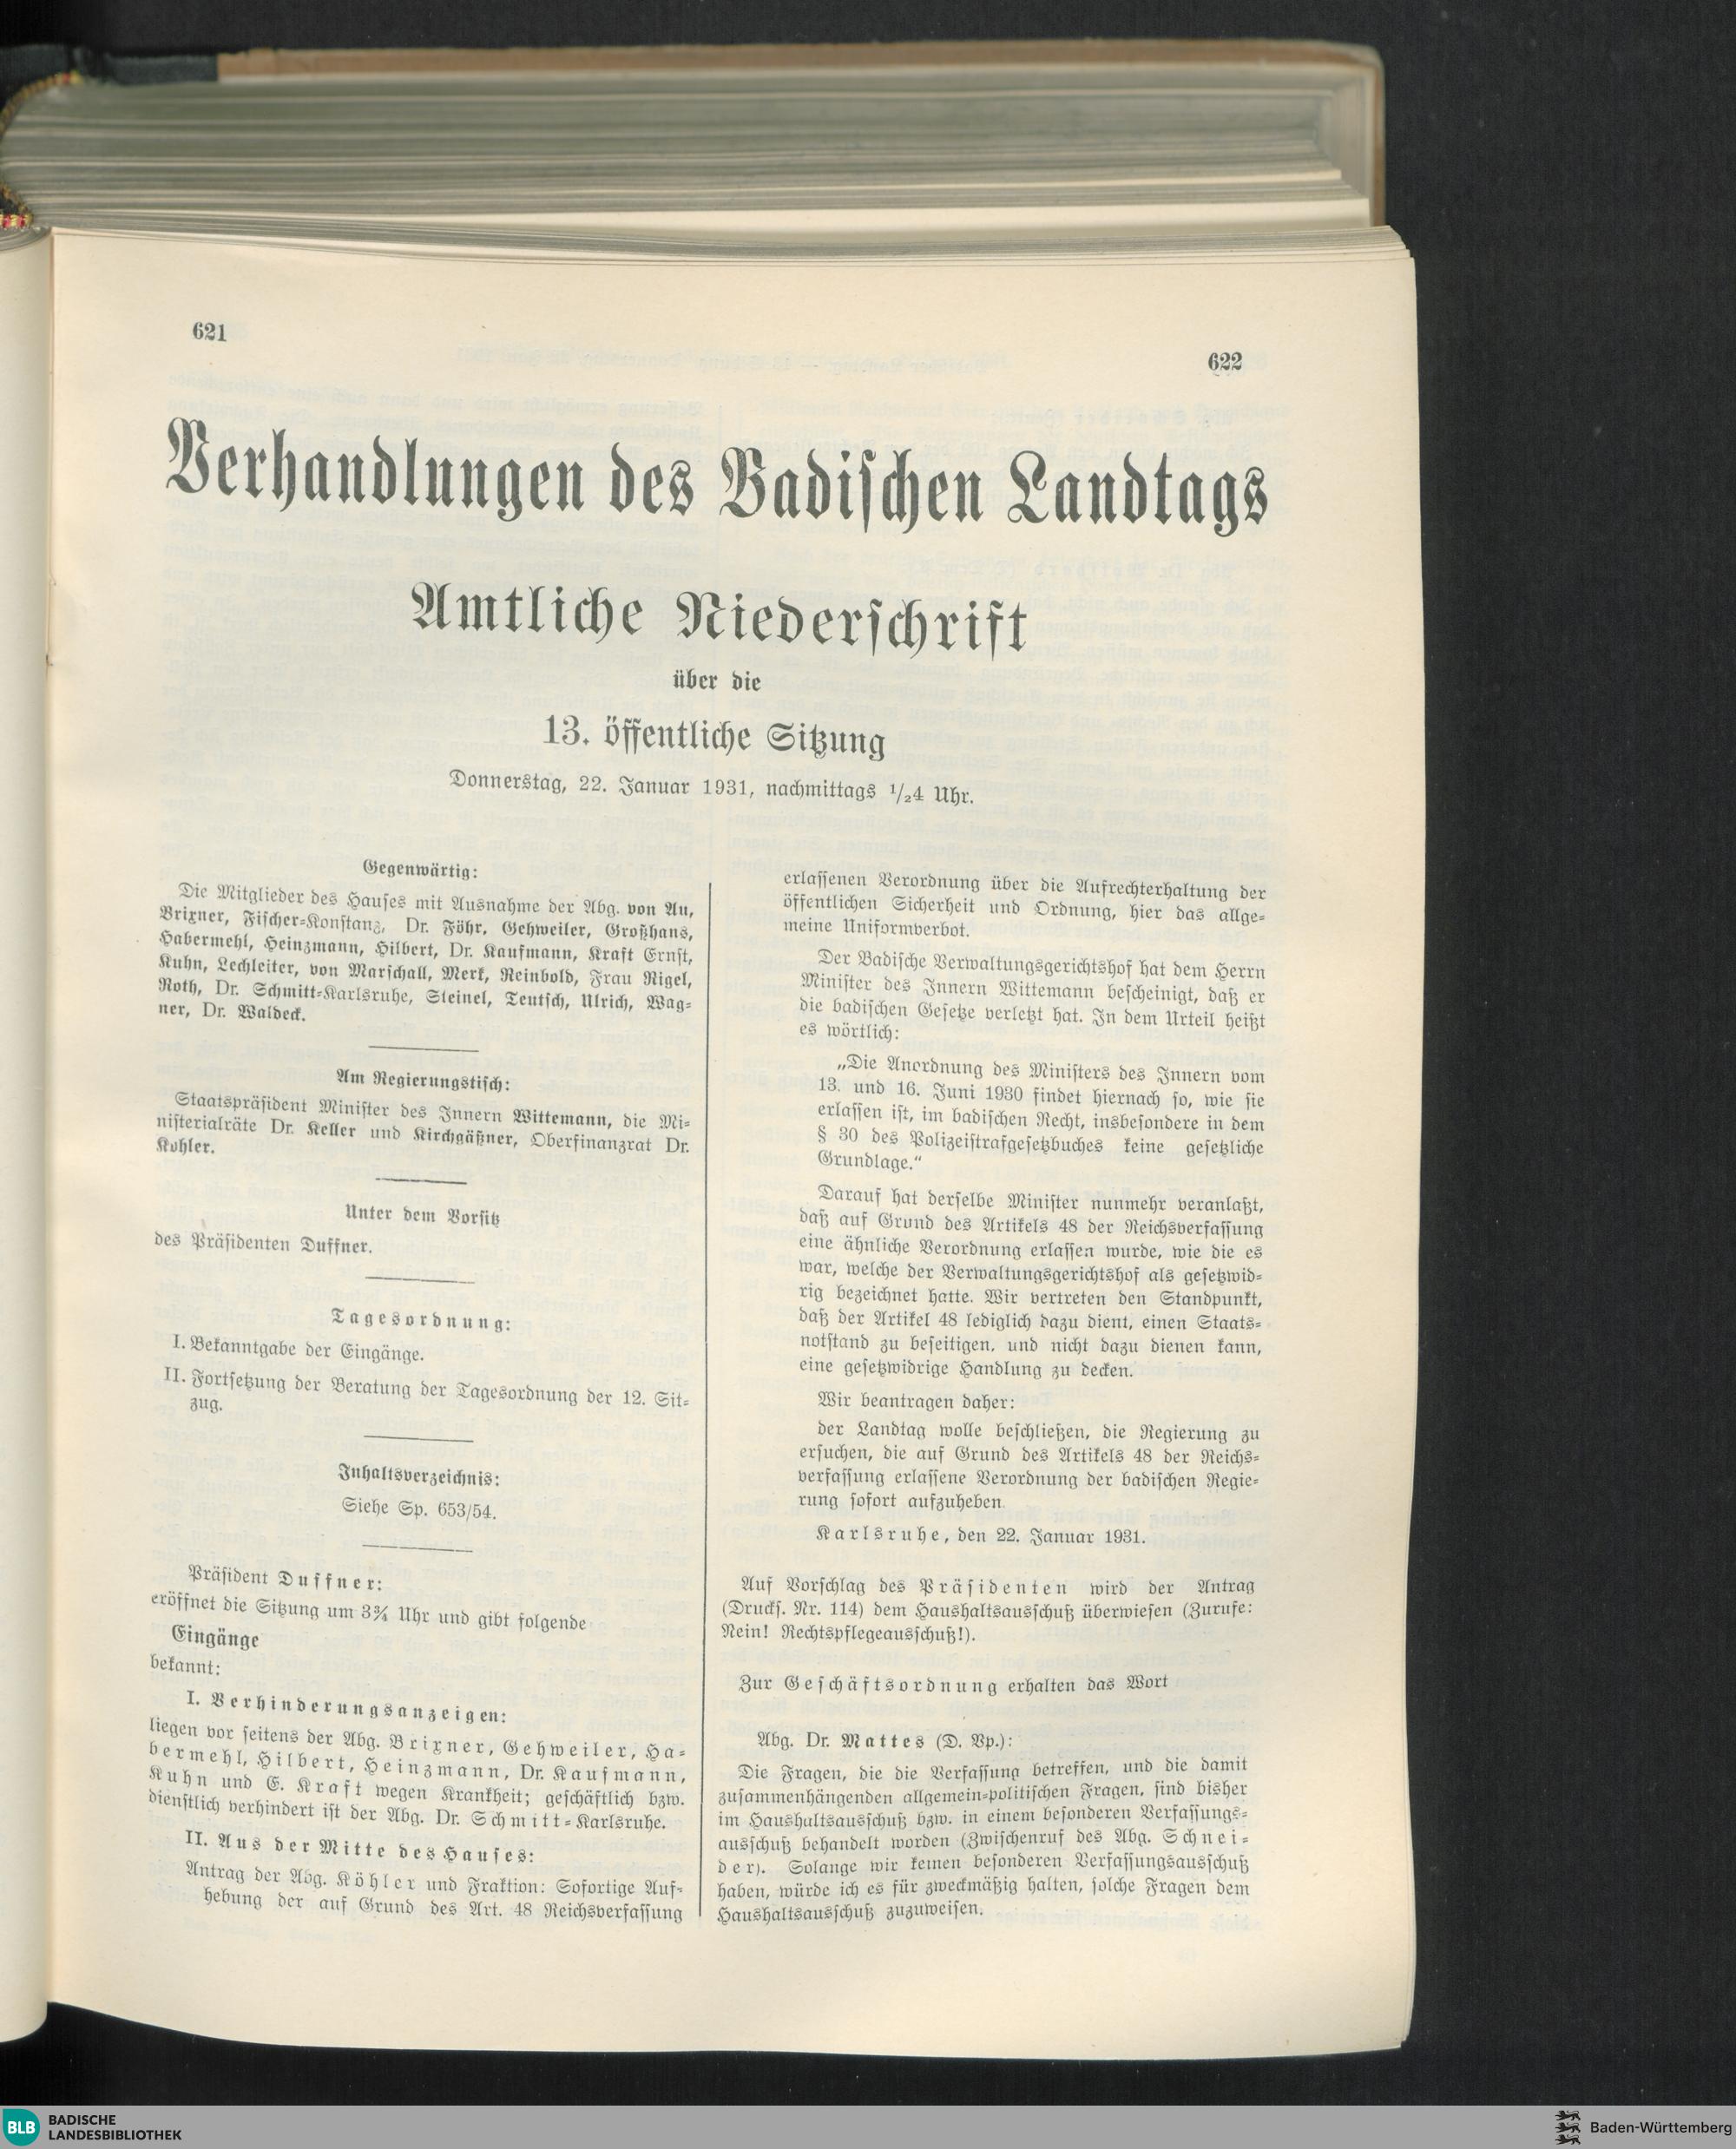 621
622
Verhandlungen des Badischen Landtags
Amtliche Niederschrift
über die
13. öffentliche Sitzung
Donnerstag, 22. Januar 1931, nachmittags 1/24 Uhr.
Gegenwärtig:
Die Mitglieder des Hauses mit Ausnahme der Abg. von Au,
Brixner, Fischer-Konstanz, Dr. Föhr, Gehweiler, Großhans,
Habermehl, Heinzmann, Hilbert, Dr. Kaufmann, Kraft Ernst,
Kuhn, Lechleiter, von Marschall, Merk, Reinbold, Frau Rigel,
Roth, Dr. Schmitt-Karlsruhe, Steinel, Teutsch, Ulrich, Wag-
ner, Dr. Waldeck.
Am Regierungstisch:
Staatspräsident Minister des Innern Wittemann, die Mi-
nisterialräte Dr. Keller und Kirchgäßner, Oberfinanzrat Dr.
Kohler.
Unter dem Vorsitz
des Präsidenten Duffner.
Tagesordnung:
I. Bekanntgabe der Eingänge.
II. Fortsetzung der Beratung der Tagesordnung der 12. Sit-
zug.
Inhaltsverzeichnis:
Siehe Sp. 653/54.
Präsident Duffner:
eröffnet die Sitzung um 3¾ Uhr und gibt folgende
Eingänge
bekannt:
I. Verhinderungsanzeigen:
liegen vor seitens der Abg. Brixner, Gehweiler, Ha-
bermehl, Hilbert, Heinzmann, Dr. Kaufmann,
Kuhn und E. Kraft wegen Krankheit; geschäftlich bzw.
dienstlich verhindert ist der Abg. Dr. Schmitt-Karlsruhe.
II. Aus der Mitte des Hauses:
Antrag der Abg. Köhler und Fraktion: Sofortige Auf-
hebung der auf Grund des Art. 48 Reichsverfassung
erlassenen Verordnung über die Aufrechterhaltung der
öffentlichen Sicherheit und Ordnung, hier das allge-
meine Uniformverbot.
Der Badische Verwaltungsgerichtshof hat dem Herrn
Minister des Innern Wittemann bescheinigt, daß er
die badischen Gesetze verletzt hat. In dem Urteil heißt
es wörtlich:
„Die Anordnung des Ministers des Innern vom
13. und 16. Juni 1930 findet hiernach so, wie sie
erlassen ist, im badischen Recht, insbesondere in dem
§ 30 des Polizeistrafgesetzbuches keine gesetzliche
Grundlage.“
Darauf hat derselbe Minister nunmehr veranlaßt,
daß auf Grund des Artikels 48 der Reichsverfassung
eine ähnliche Verordnung erlassen wurde, wie die es
war, welche der Verwaltungsgerichtshof als gesetzwid-
rig bezeichnet hatte. Wir vertreten den Standpunkt,
daß der Artikel 48 lediglich dazu dient, einen Staats-
notstand zu beseitigen, und nicht dazu dienen kann,
eine gesetzwidrige Handlung zu decken.
Wir beantragen daher:
der Landtag wolle beschließen, die Regierung zu
ersuchen, die auf Grund des Artikels 48 der Reichs-
verfassung erlassene Verordnung der badischen Regie-
rung sofort aufzuheben.
Karlsruhe, den 22. Januar 1931.
Auf Vorschlag des Präsidenten wird der Antrag
(Drucks. Nr. 114) dem Haushaltsausschuß überwiesen (Zurufe:
Nein! Rechtspflegeausschuß!).
Zur Geschäftsordnung erhalten das Wort
Abg. Dr. Mattes (D. Vp.):
Die Fragen, die die Verfassung betreffen, und die damit
zusammenhängenden allgemein-politischen Fragen, sind bisher
im Haushaltsausschuß bzw. in einem besonderen Verfassungs-
ausschuß behandelt worden (Zwischenruf des Abg. Schnei-
der). Solange wir keinen besonderen Verfassungsausschuß
haben, würde ich es für zweckmäßig halten, solche Fragen dem
Haushaltsausschuß zuzuweisen.
BLB BADISCHE
LANDESBIBLIOTHEK
Baden-Württemberg